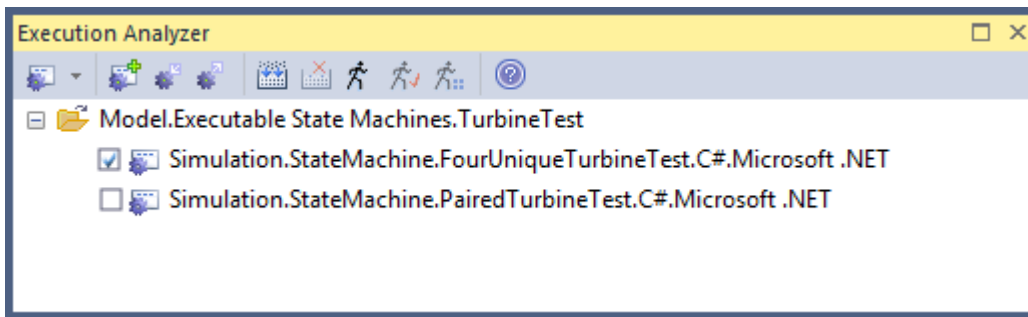 Execution Analyzer
Model.Executable State Machines.TurbineTest
Simulation.StateMachine.FourUniqueTurbineTest.C#.Microsoft .NET
Simulation.StateMachine.PairedTurbineTest.C#.Microsoft .NET